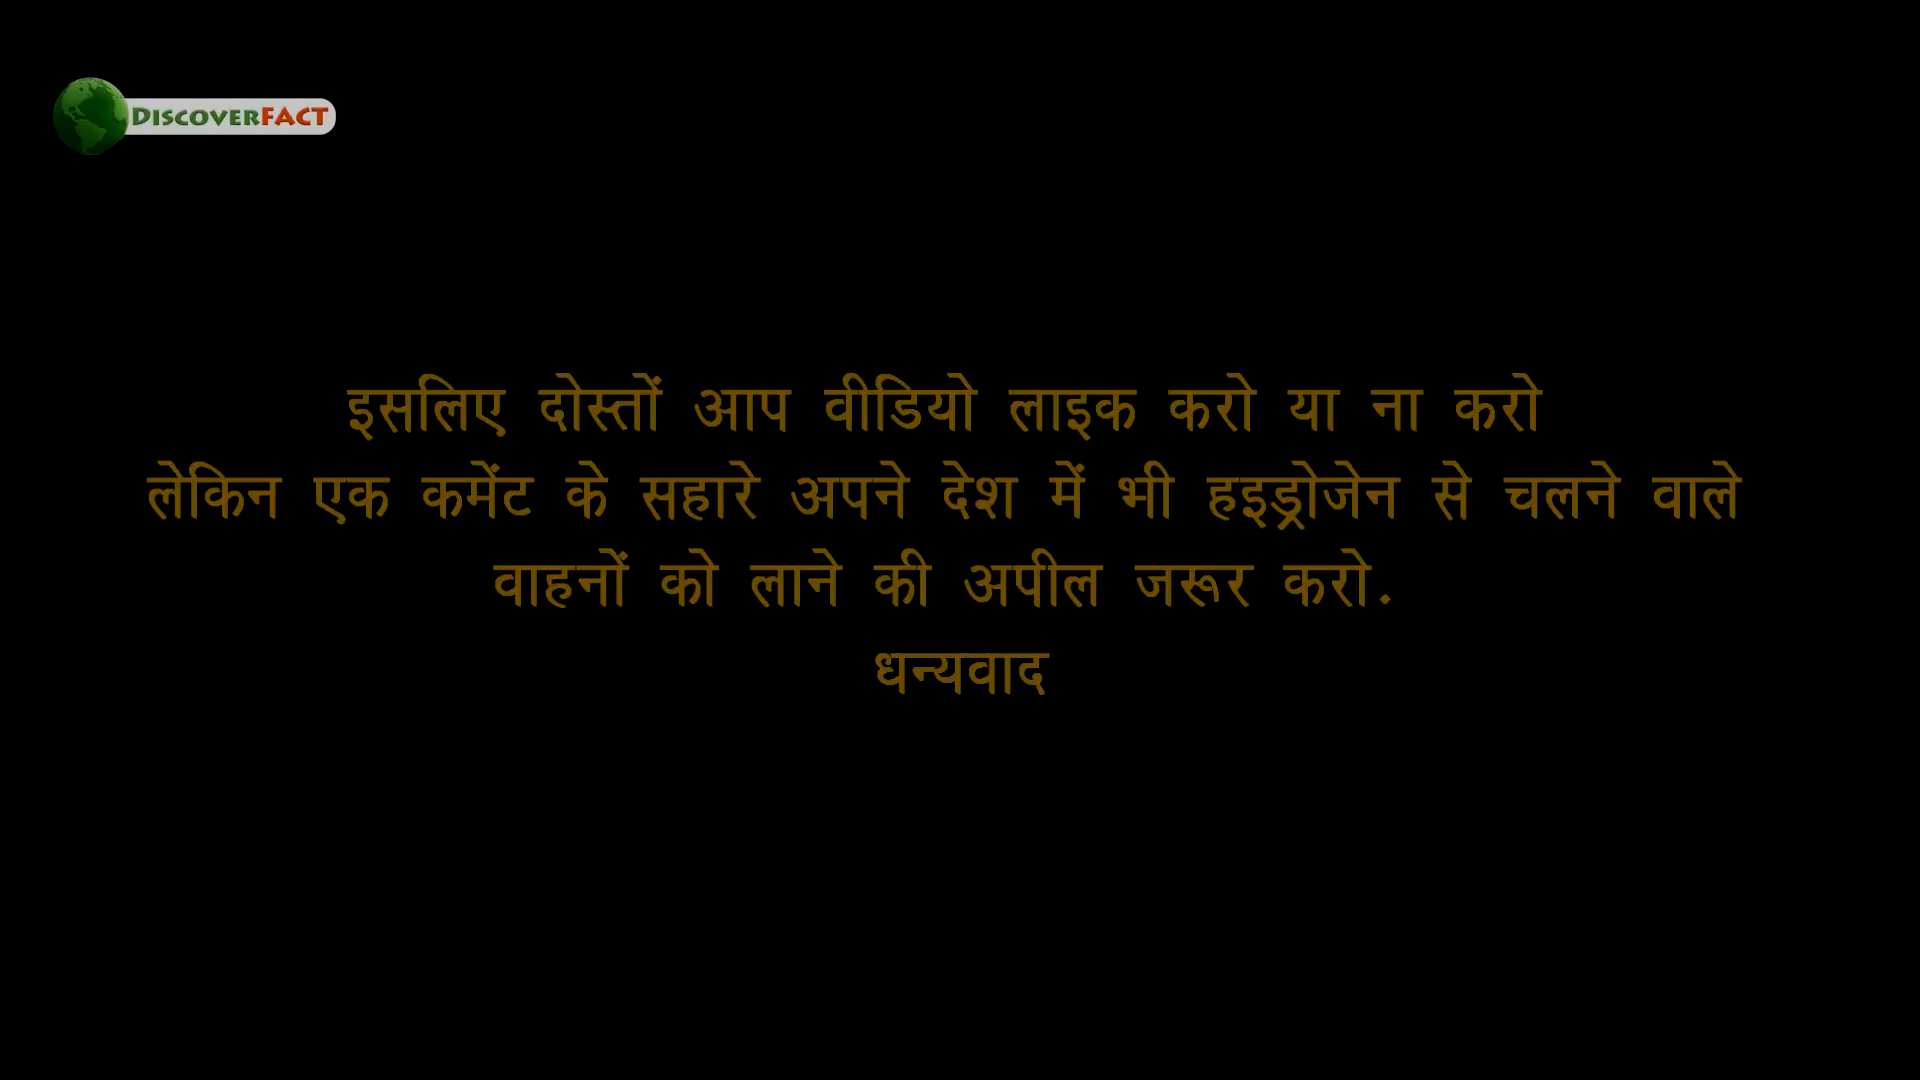 DISCOVERFACT
इसलिए दोस्तों आप वीडियो लाइक करो या ना करो
लेकिन एक कमेंट के सहारे अपने देश में भी हइड्रोजेन से चलने वाले
वाहनों को लाने की अपील जरूर करो.
धन्यवाद